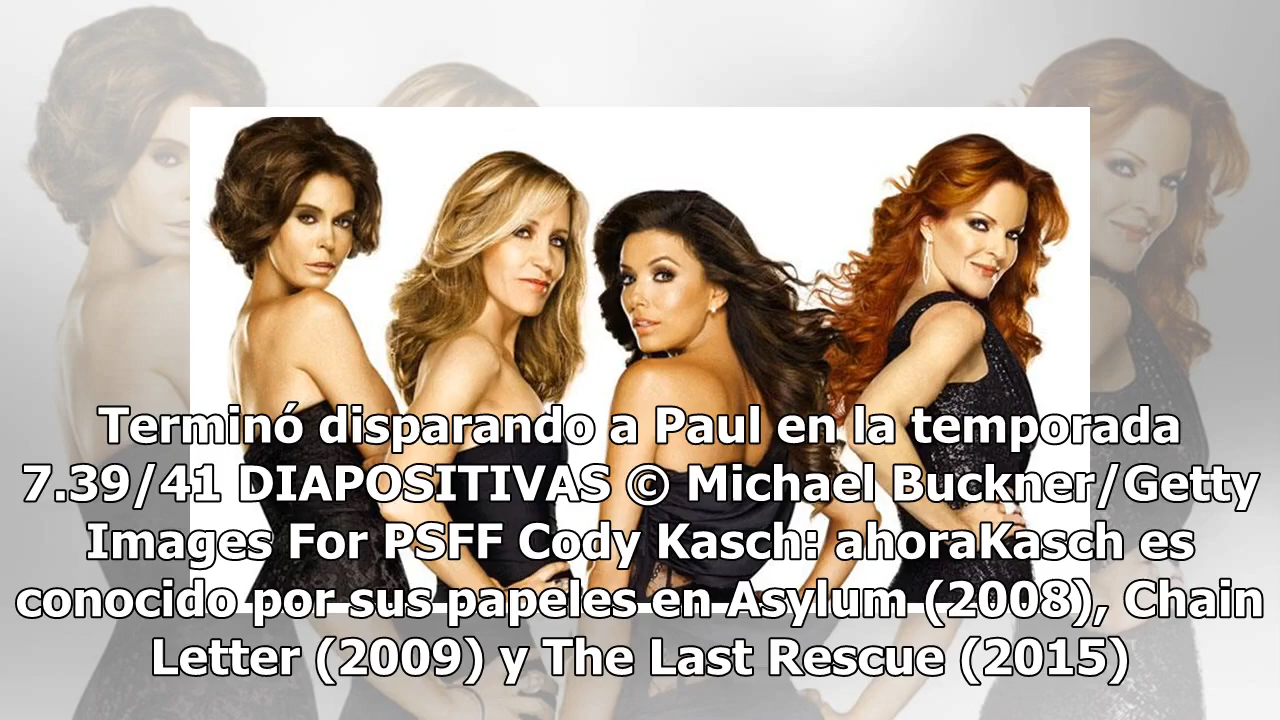 Terminó disparando a Paul en la temporada
7.39/41 DIAPOSITIVAS © Michael Buckner/Getty
Images For PSFF Cody Kasch: ahoraKasch es
conocido por sus papeles en Asylum (2008), Chain
Letter (2009) y The Last Rescue (2015)